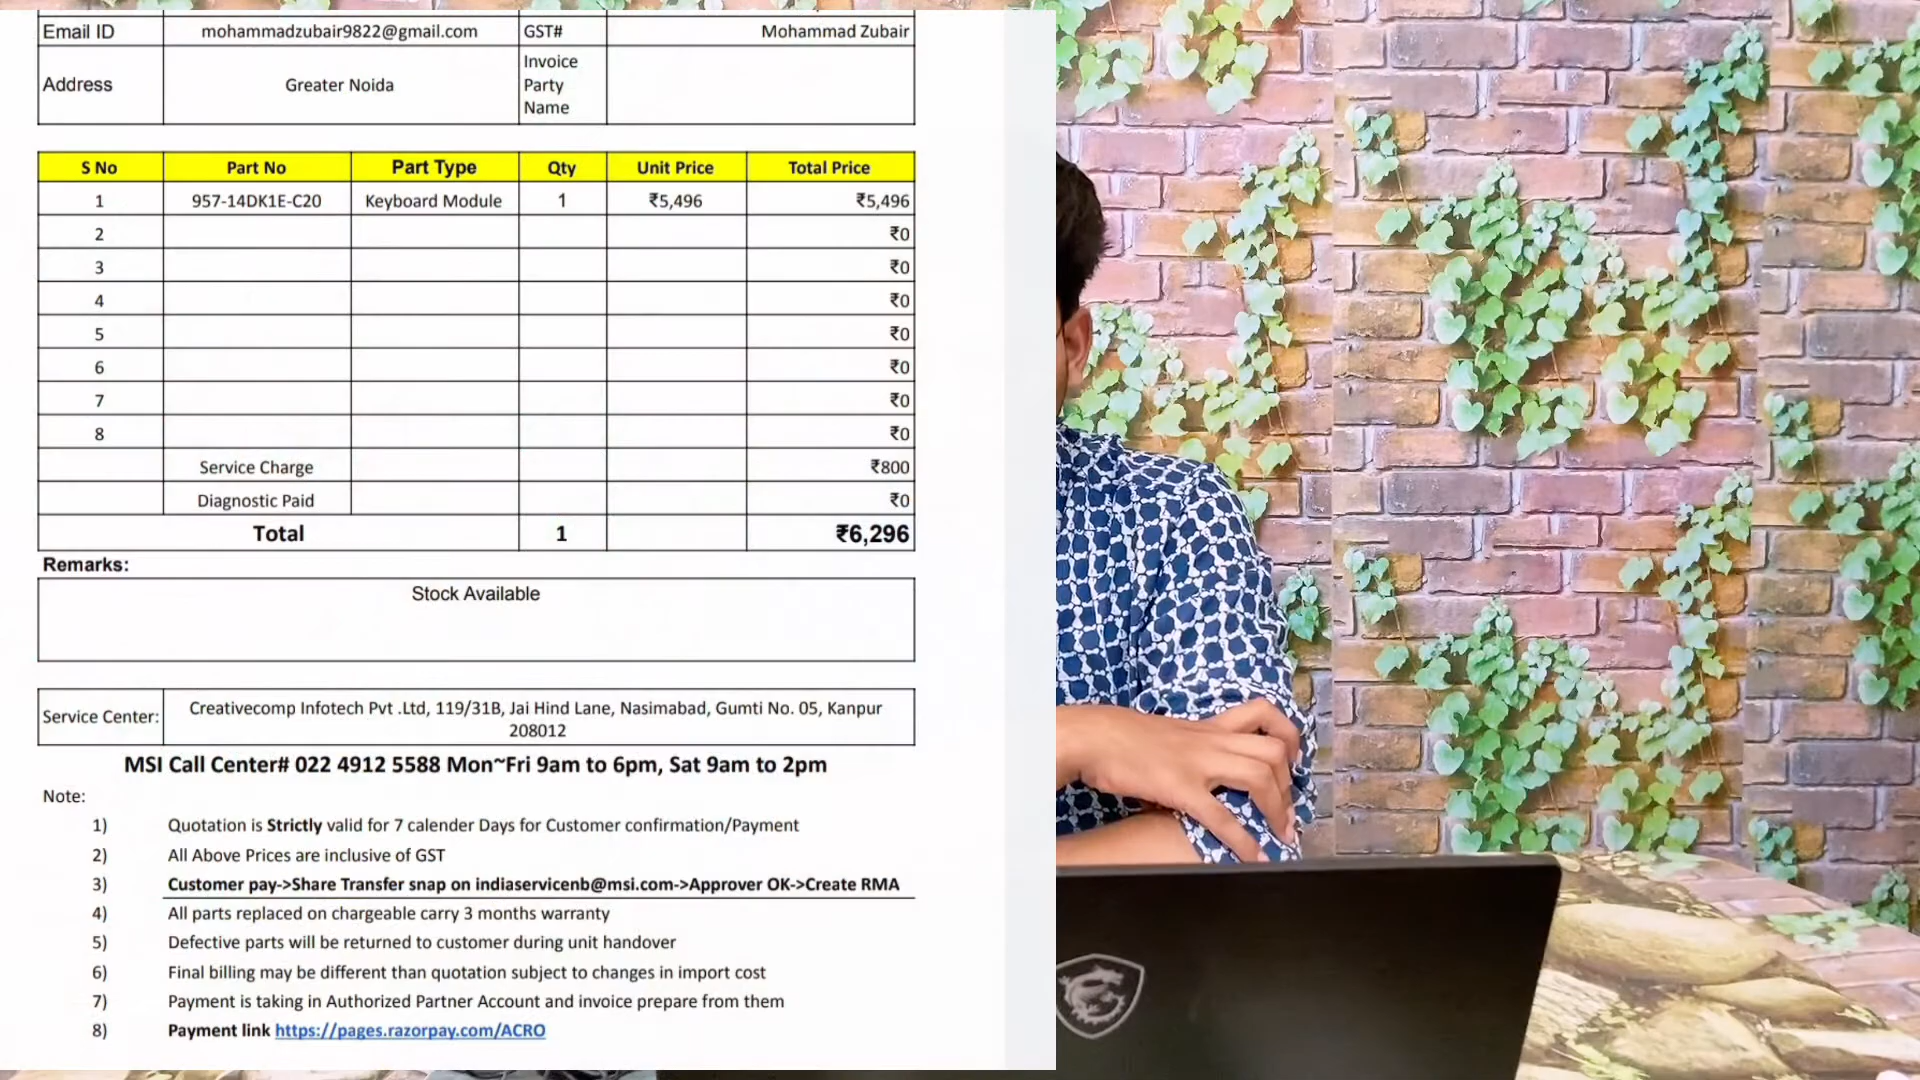 Email ID mohammadzubair9822@gmail.com GST# Mohammad Zubair
Address Greater Noida Invoice Party Name
S No Part No Part Type Qty Unit Price Total Price
1 957-14DK1E-C20 Keyboard Module 1 ₹5,496 ₹5,496
2 ₹0
3 ₹0
4 ₹0
5 ₹0
6 ₹0
7 ₹0
8 ₹0
Service Charge ₹800
Diagnostic Paid ₹0
Total 1 ₹6,296
Remarks:
Stock Available
Service Center: Creativecomp Infotech Pvt .Ltd, 119/31B, Jai Hind Lane, Nasimabad, Gumti No. 05, Kanpur
208012
MSI Call Center# 022 4912 5588 Mon~Fri 9am to 6pm, Sat 9am to 2pm
Note:
1) Quotation is Strictly valid for 7 calender Days for Customer confirmation/Payment
2) All Above Prices are inclusive of GST
3) Customer pay->Share Transfer snap on indiaservicenb@msi.com->Approver OK->Create RMA
4) All parts replaced on chargeable carry 3 months warranty
5) Defective parts will be returned to customer during unit handover
6) Final billing may be different than quotation subject to changes in import cost
7) Payment is taking in Authorized Partner Account and invoice prepare from them
8) Payment link https://pages.razorpay.com/ACRO